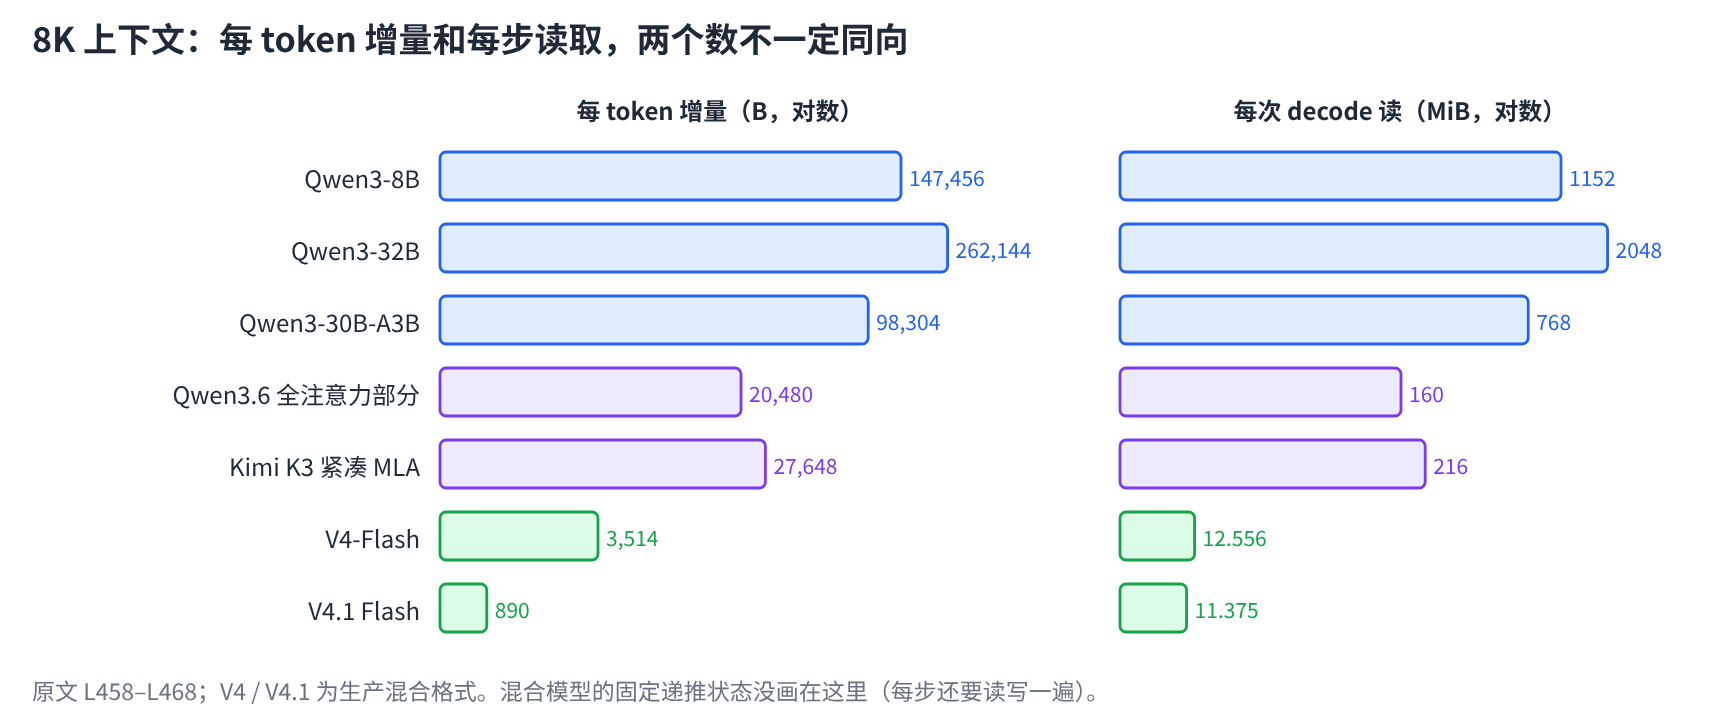 8K 上下文：每 token 增量和每步读取，两个数不一定同向
每 token 增量（B，对数）
每次 decode 读（MiB，对数）
Qwen3-8B 147,456 1152
Qwen3-32B 262,144 2048
Qwen3-30B-A3B 98,304 768
Qwen3.6 全注意力部分 20,480 160
Kimi K3 紧凑 MLA 27,648 216
V4-Flash 3,514 12.556
V4.1 Flash 890 11.375
原文 L458–L468；V4 / V4.1 为生产混合格式。混合模型的固定递推状态没画在这里（每步还要读写一遍）。